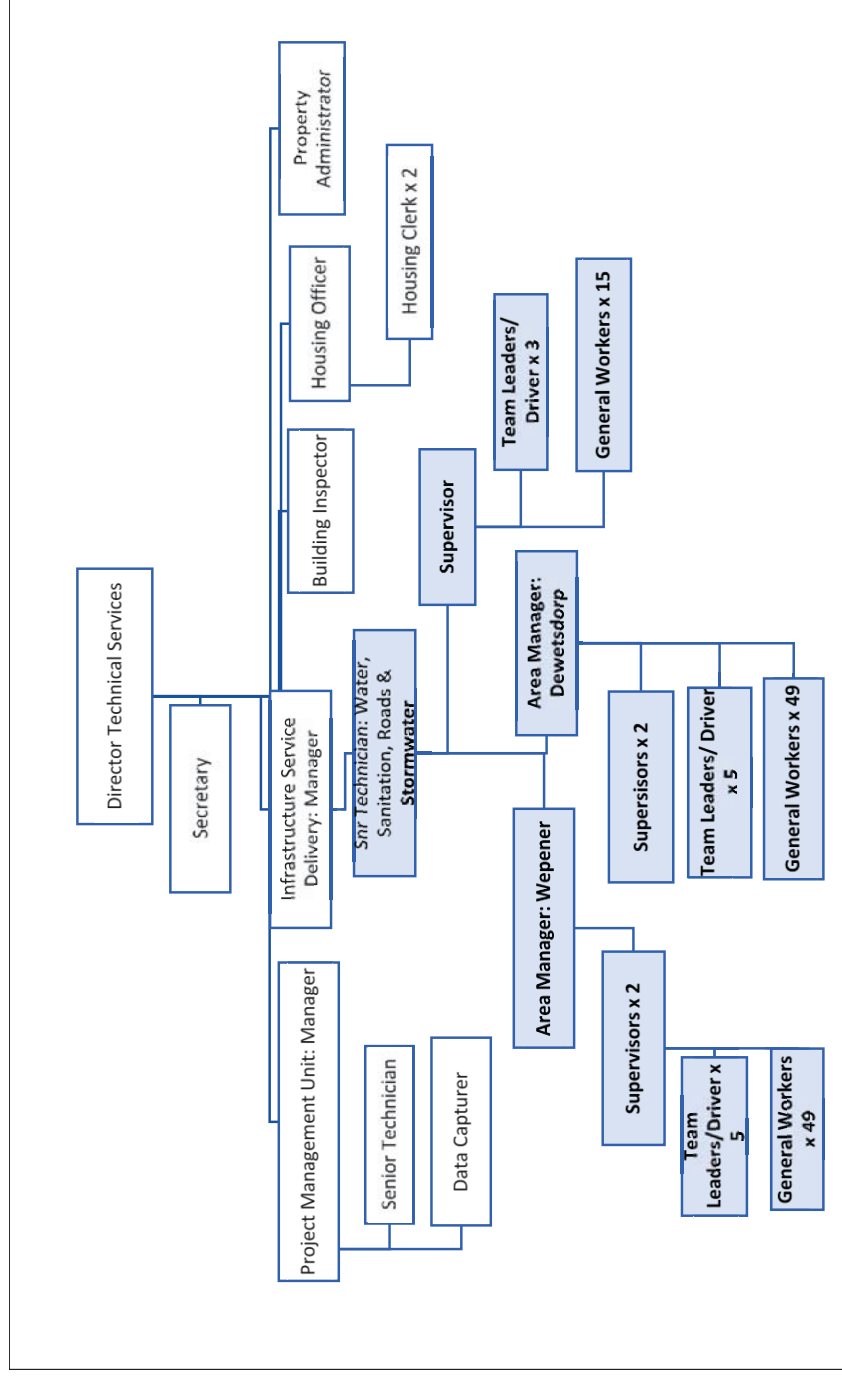 Director Technical Services
Secretary
Project Management Unit: Manager
Infrastructure Service
Delivery: Manager
Building Inspector
Housing Officer
Property
Administrator
Senior Technician
Data Capturer
Snr Technician: Water,
Sanitation, Roads &
Stormwater
Housing Clerk x 2
Supervisor
Team Leaders/
Driver x 3
General Workers x 15
Area Manager: Wepener
Area Manager:
Dewetsdorp
Supervisors x 2
Team
Leaders/Driver x
5
General Workers
x 49
Supersisors x 2
Team Leaders/ Driver
x 5
General Workers x 49